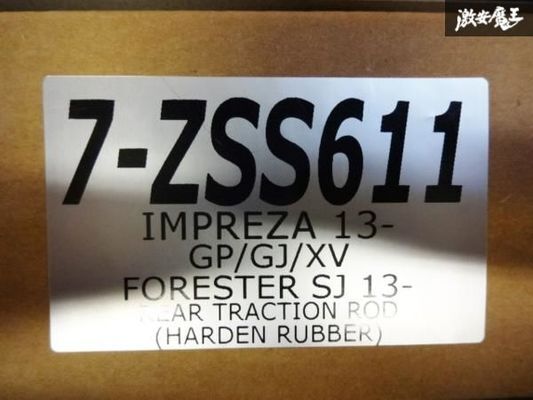 激安魔王
7-ZSS611
IMPREZA 13-
GP/GJ/XV
FORESTER SJ 13-
REAR TRACTION ROD
(HARDEN RUBBER)